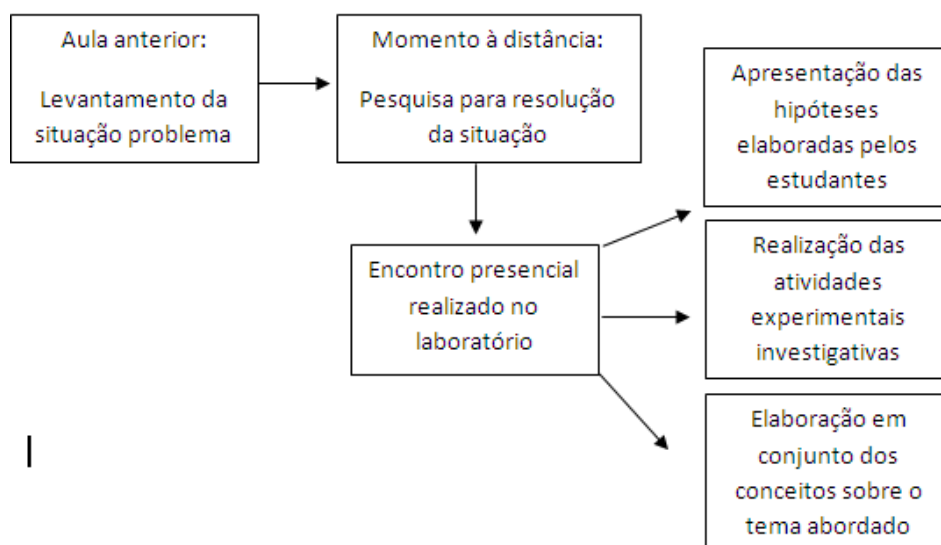 Aula anterior:
Levantamento da
situação problema
Momento à distância:
Pesquisa para resolução
da situação
Encontro presencial
realizado no
laboratório
Apresentação das
hipóteses
elaboradas pelos
estudantes
Realização das
atividades
experimentais
investigativas
Elaboração em
conjunto dos
conceitos sobre o
tema abordado